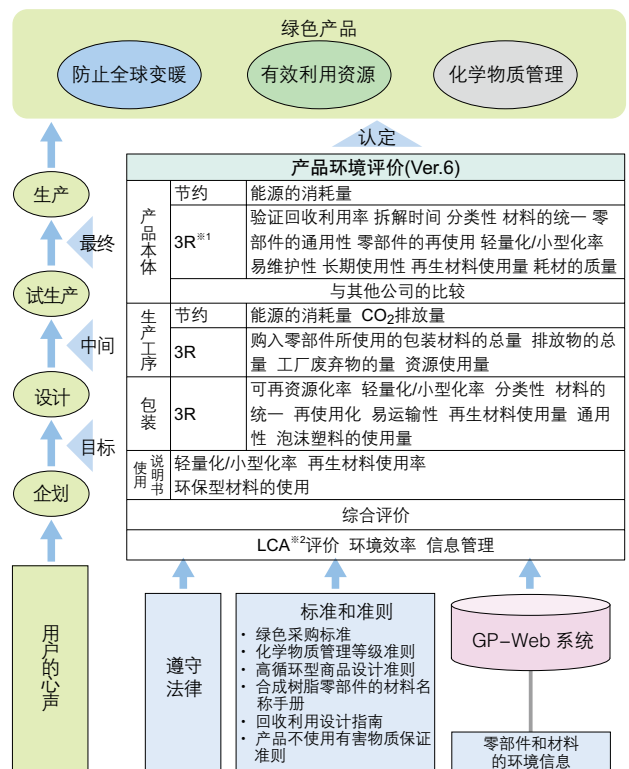 绿色产品
防止全球变暖
有效利用资源
化学物质管理
认定
生产
最终
试生产
中间
设计
目标
企划
用户的心声
产品环境评价(Ver.6)
产品本体
节约
能源的消耗量
3R※1
验证回收利用率 拆解时间 分类性 材料的统一 零
部件的通用性 零部件的再使用 轻量化/小型化率
易维护性 长期使用性 再生材料使用量 耗材的质量
与其他公司的比较
生产工序
节约
能源的消耗量 CO2排放量
3R
购入零部件所使用的包装材料的总量 排放物的总
量 工厂废弃物的量 资源使用量
包装
3R
可再资源化率 轻量化/小型化率 分类性 材料的
统一 再使用化 易运输性 再生材料使用量 通用
性 泡沫塑料的使用量
使用
说明书
轻量化/小型化率 再生材料使用率
环保型材料的使用
综合评价
LCA※2评价 环境效率 信息管理
遵守
法律
标准和准则
・绿色采购标准
・化学物质管理等级准则
・高循环型商品设计准则
・合成树脂零部件的材料名
称手册
・回收利用设计指南
・产品不使用有害物质保证
准则
GP-Web 系统
零部件和材料
的环境信息